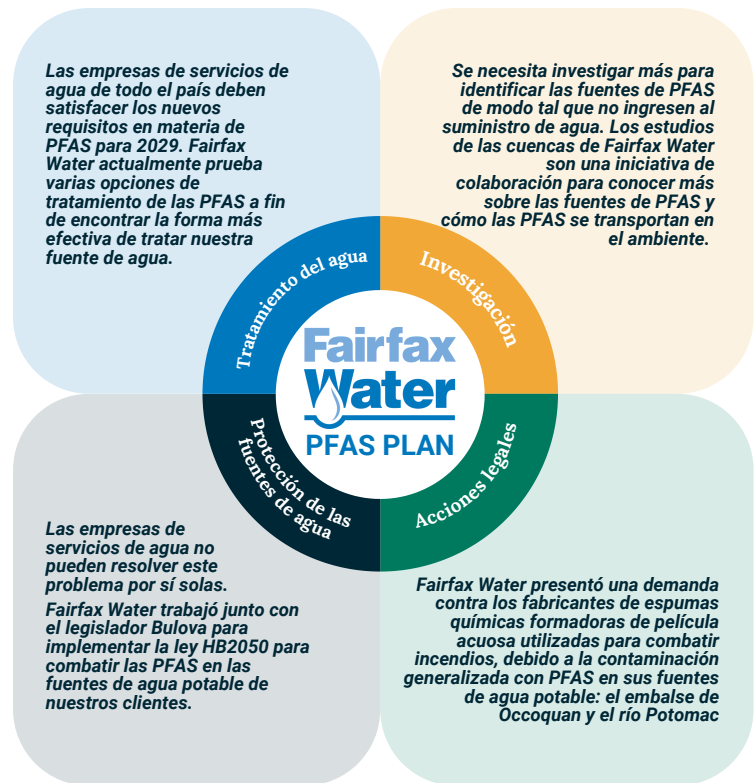 Las empresas de servicios de
agua de todo el país deben
satisfacer los nuevos
requisitos en materia de
PFAS para 2029. Fairfax
Water actualmente prueba
varias opciones de
tratamiento de las PFAS a fin
de encontrar la forma más
efectiva de tratar nuestra
fuente de agua.
Se necesita investigar más para
identificar las fuentes de PFAS
de modo tal que no ingresen al
suministro de agua. Los estudios
de las cuencas de Fairfax Water
son una iniciativa de
colaboración para conocer más
sobre las fuentes de PFAS y
cómo las PFAS se transportan en
el ambiente.
Tratamiento del agua
Investigación
Fairfax
Water
PFAS PLAN
Protección de las
fuentes de agua
Acciones legales
Las empresas de
servicios de agua no
pueden resolver este
problema por sí solas.
Fairfax Water trabajó junto con
el legislador Bulova para
implementar la ley HB2050 para
combatir las PFAS en las
fuentes de agua potable de
nuestros clientes.
Fairfax Water presentó una demanda
contra los fabricantes de espumas
químicas formadoras de película
acuosa utilizadas para combatir
incendios, debido a la contaminación
generalizada con PFAS en sus fuentes
de agua potable: el embalse de
Occoquan y el río Potomac